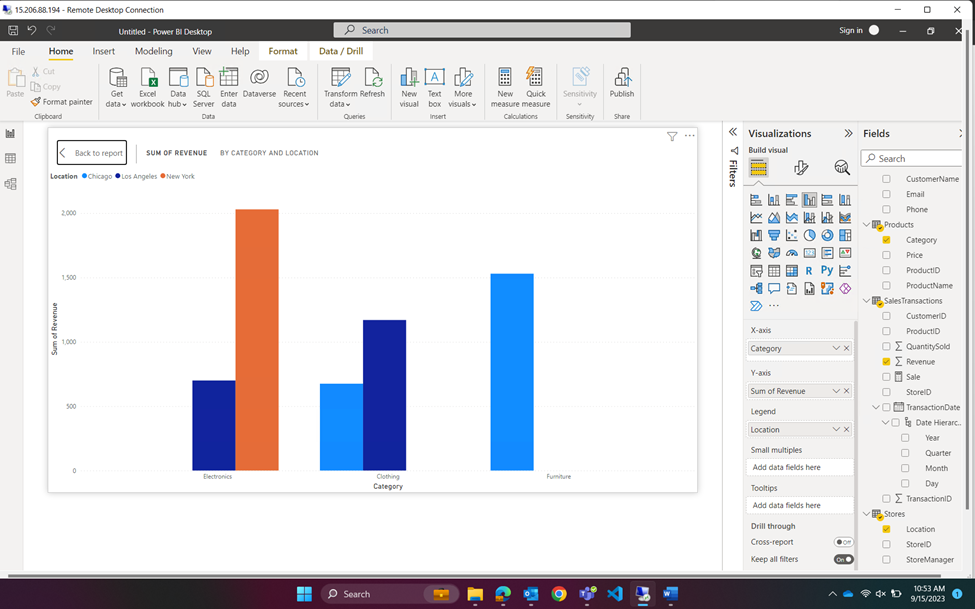 15.206.88.194 - Remote Desktop Connection
Untitled - Power BI Desktop
Search
Sign in
File Home Insert Modeling View Help Format Data / Drill
Paste
Cut
Copy
Format painter
Clipboard
Get data
Excel workbook
Data hub
SQL Server
Enter data
Dataverse
Recent sources
Data
Transform data
Refresh
Queries
New visual
Text box
More visuals
Insert
New measure
Quick measure
Calculations
Sensitivity
Sensitivity
Publish
Share
Back to report
SUM OF REVENUE BY CATEGORY AND LOCATION
Location Chicago Los Angeles New York
2,000
1,500
1,000
500
0
Sum of Revenue
Electronics Clothing Furniture
Category
Filters
Visualizations
Build visual
R Py
X-axis
Category
Y-axis
Sum of Revenue
Legend
Location
Small multiples
Add data fields here
Tooltips
Add data fields here
Drill through
Cross-report Off
Keep all filters On
Fields
Search
CustomerName
Email
Phone
Products
Category
Price
ProductID
ProductName
SalesTransactions
CustomerID
ProductID
QuantitySold
Revenue
Sale
StoreID
TransactionDate
Date Hierarc...
Year
Quarter
Month
Day
TransactionID
Stores
Location
StoreID
StoreManager
Search
10:53 AM
9/15/2023